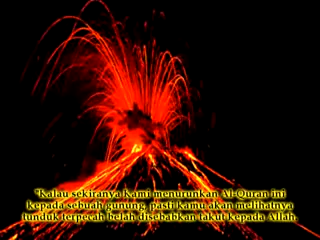 "Kalau sekiranya Kami menurunkan Al-Quran ini
kepada sebuah gunung, pasti kamu akan melihatnya
tunduk terpecah belah disebabkan takut kepada Allah.